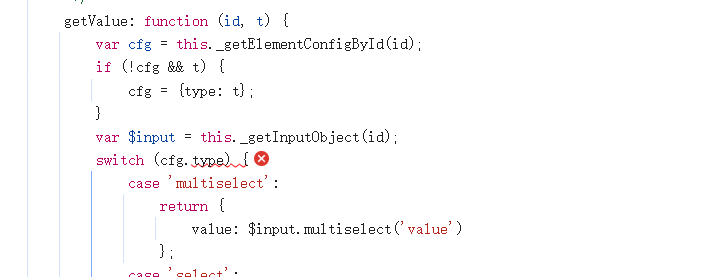 getValue: function (id, t) {
var cfg = this._getElementConfigById(id);
if (!cfg && t) {
cfg = {type: t};
}
var $input = this._getInputObject(id);
switch (cfg.type) {
case 'multiselect':
return {
value: $input.multiselect('value')
};
case 'select':